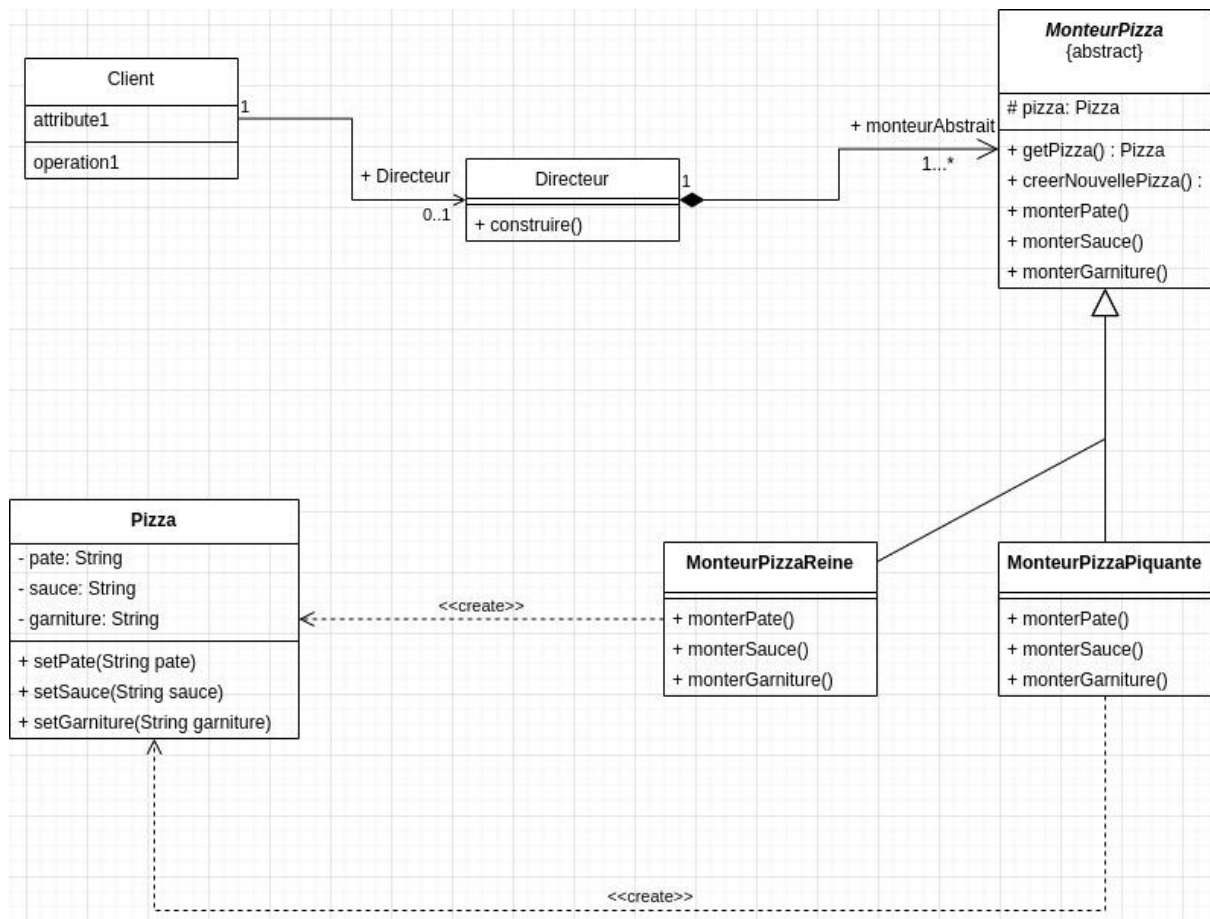 MonteurPizza
{abstract}
# pizza: Pizza
+ getPizza() : Pizza
+ creerNouvellePizza() :
+ monterPate()
+ monterSauce()
+ monterGarniture()
Client
attribute1
operation1
1
+ Directeur
0..1
Directeur
+ construire()
1
+ monteurAbstrait
1...*
Pizza
- pate: String
- sauce: String
- garniture: String
+ setPate(String pate)
+ setSauce(String sauce)
+ setGarniture(String garniture)
<<create>>
MonteurPizzaReine
+ monterPate()
+ monterSauce()
+ monterGarniture()
MonteurPizzaPiquante
+ monterPate()
+ monterSauce()
+ monterGarniture()
<<create>>